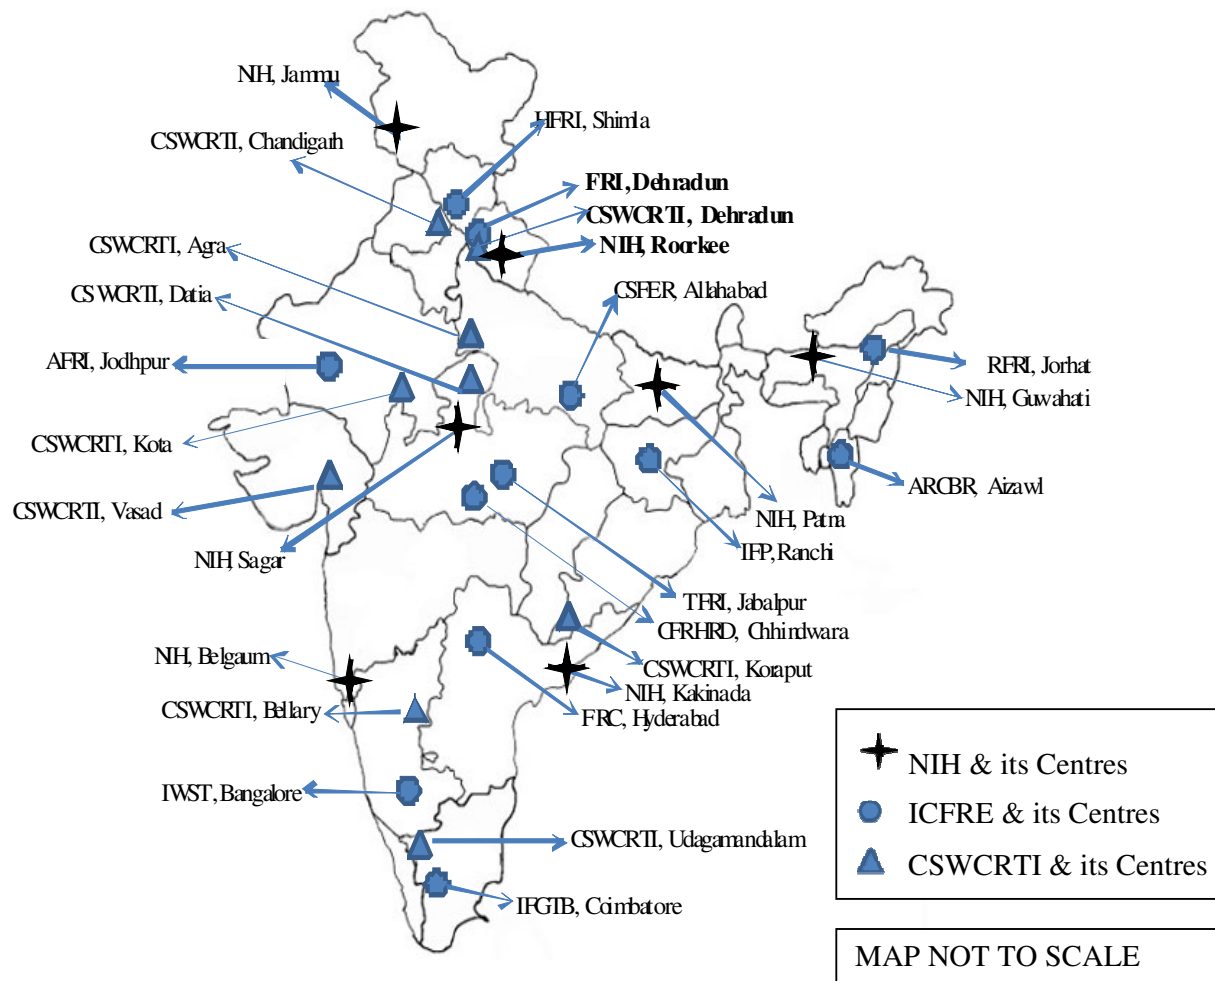 NIH, Jammu
HFRI, Shimla
CSWCRTI, Chandigarh
FRI, Dehradun
CSWCRTI, Dehradun
CSWCRTI, Agra
NIH, Roorkee
CSWCRTI, Datia
CSFER, Allahabad
AFRI, Jodhpur
RFRI, Jorhat
NIH, Guwahati
CSWCRTI, Kota
ARCBR, Aizawl
CSWCRTI, Vasad
NIH, Patna
NIH, Sagar
IFP, Ranchi
TFRI, Jabalpur
CFRHRD, Chhindwara
NIH, Belgaum
CSWCRTI, Koraput
NIH, Kakinada
CSWCRTI, Bellary
FRC, Hyderabad
IWST, Bangalore
CSWCRTI, Udagamandalam
IFGTB, Coimbatore
NIH & its Centres
ICFRE & its Centres
CSWCRTI & its Centres
MAP NOT TO SCALE